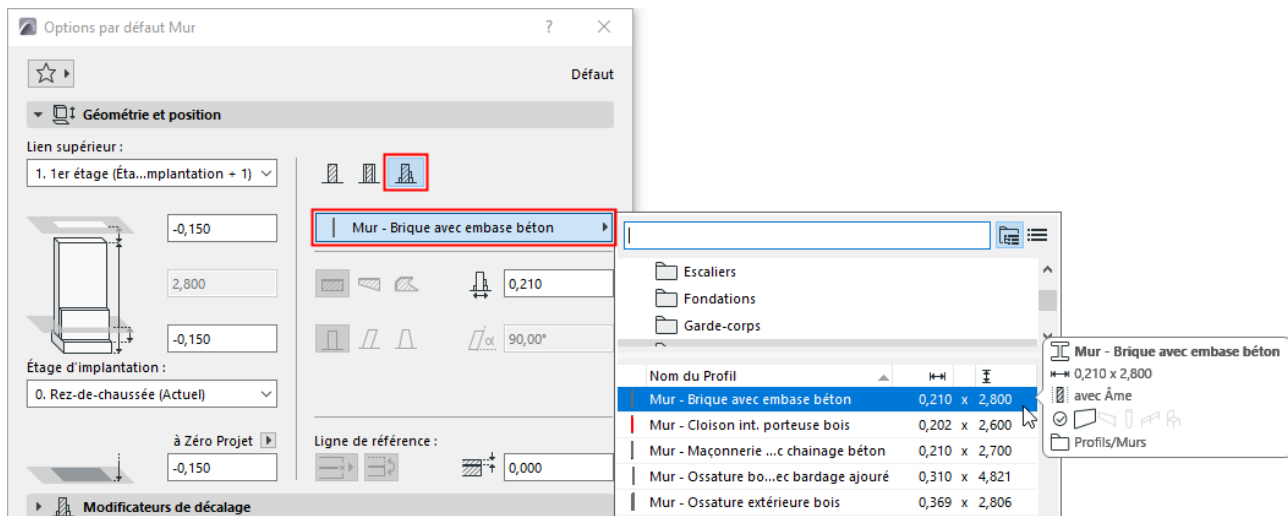 Options par défaut Mur ? ×
Défaut
Géométrie et position
Lien supérieur :
1. 1er étage (Éta...mplantation + 1)
-0,150
2,800
-0,150
Étage d'implantation :
0. Rez-de-chaussée (Actuel)
à Zéro Projet
-0,150
Mur - Brique avec embase béton
0,210
α 90,00°
Ligne de référence :
0,000
Modificateurs de décalage
Escaliers
Fondations
Garde-corps
Nom du Profil
Mur - Brique avec embase béton 0,210 x 2,800
Mur - Cloison int. porteuse bois 0,202 x 2,600
Mur - Maçonnerie ...c chainage béton 0,210 x 2,700
Mur - Ossature bo...ec bardage ajouré 0,310 x 4,821
Mur - Ossature extérieure bois 0,369 x 2,806
Mur - Brique avec embase béton
0,210 x 2,800
avec Âme
Profils/Murs